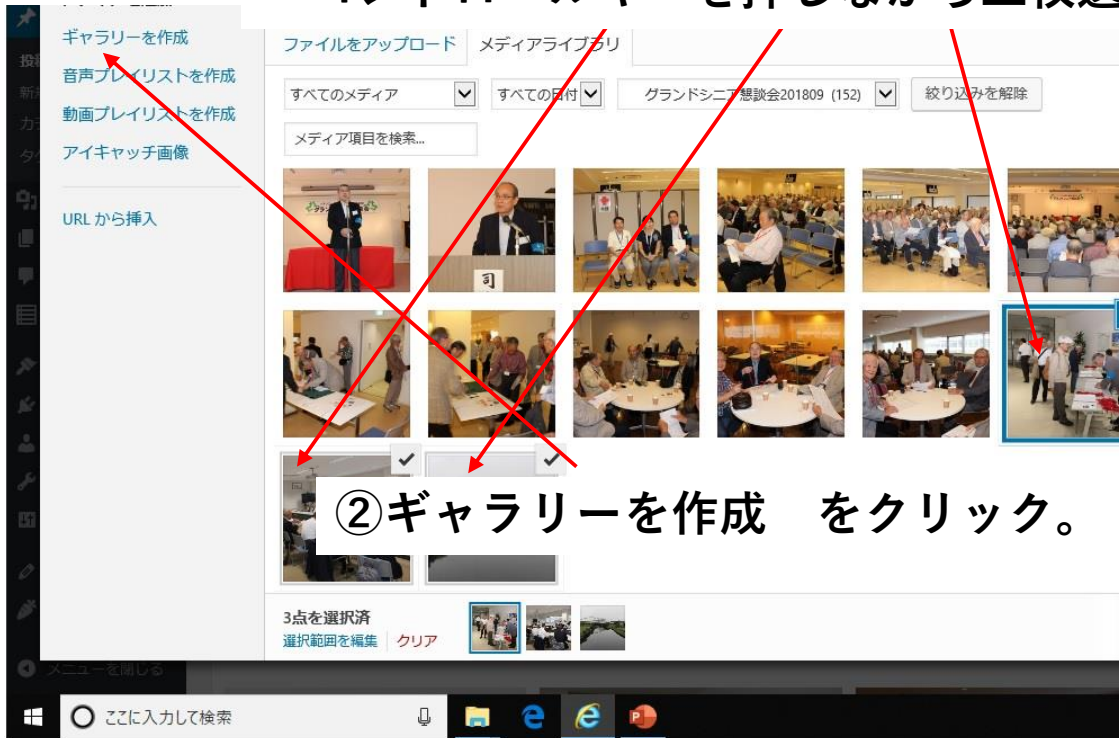 ギャラリーを作成
音声プレイリストを作成
動画プレイリストを作成
アイキャッチ画像
URL から挿入
ファイルをアップロード メディアライブラリ
すべてのメディア すべての日付 グランドシニア懇談会201809 (152) 絞り込みを解除
メディア項目を検索...
司
②ギャラリーを作成　をクリック。
3点を選択済
選択範囲を編集 クリア
メニューを閉じる
ここに入力して検索